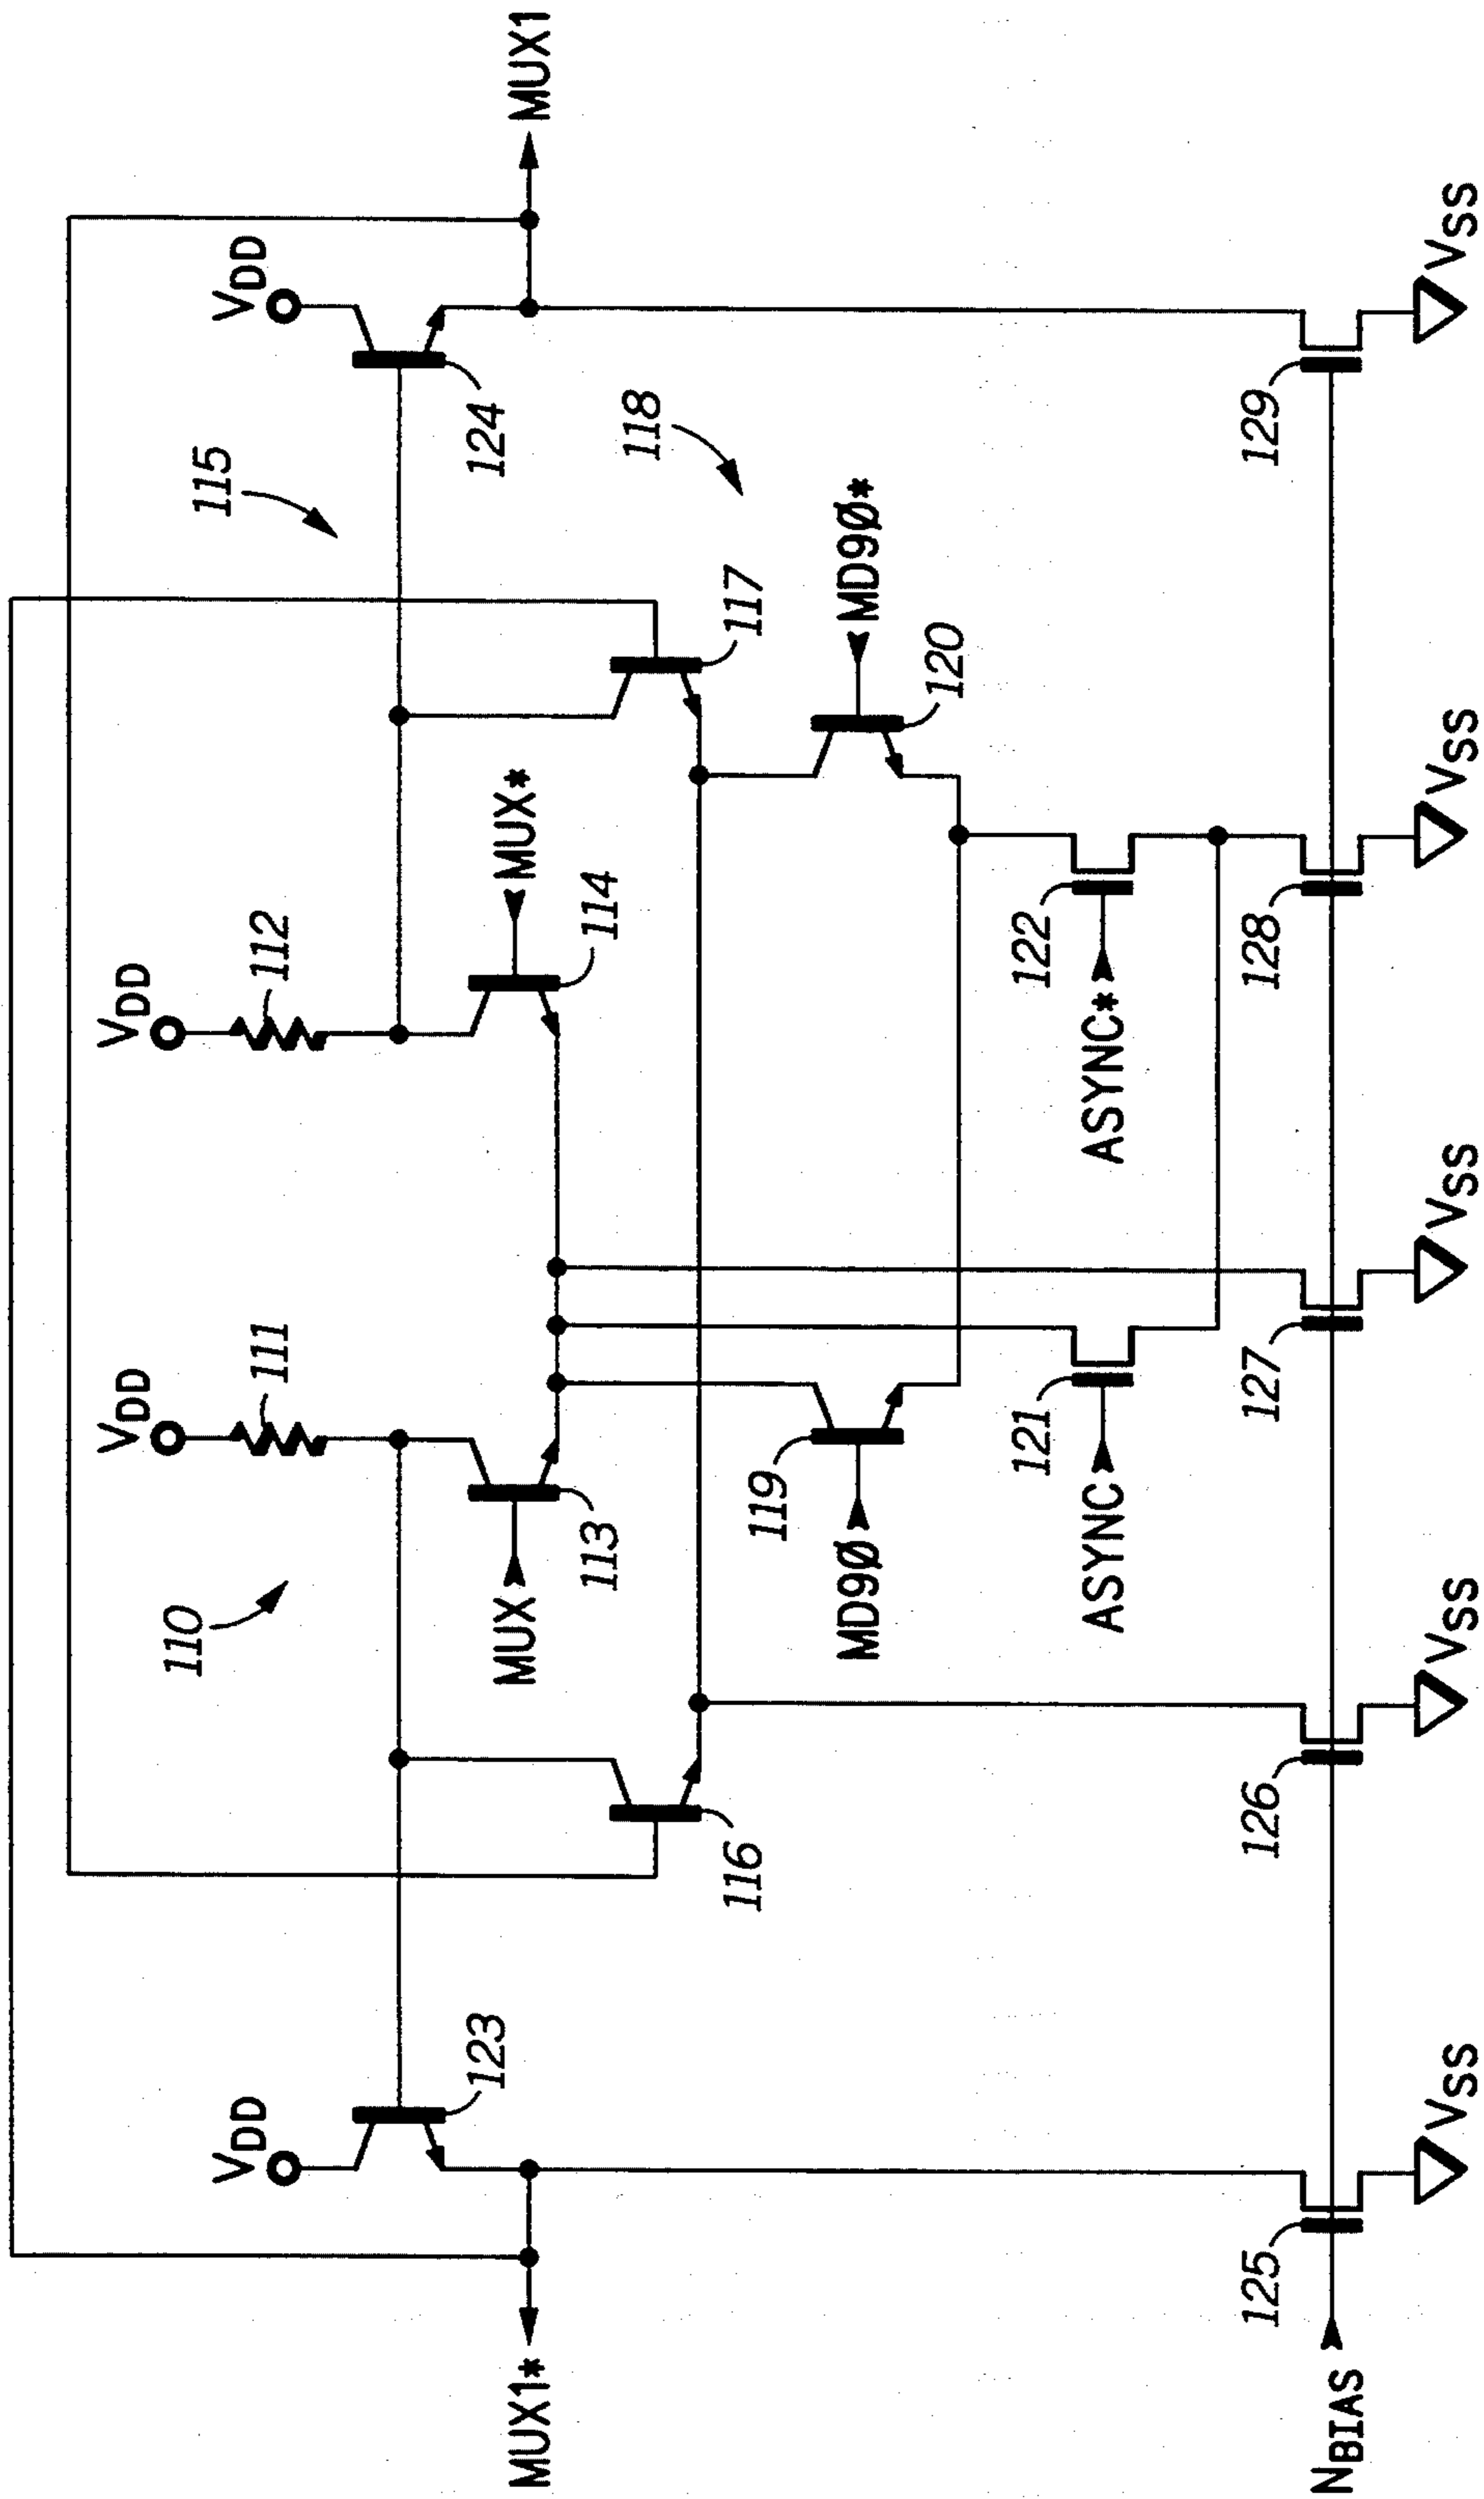 VDD
VDD
110
111
112
115
VDD
VDD
123
MUX
113
MUX*
114
124
MUX1*
MUX1
116
117
118
119
MD90
MD90*
120
121
ASYNC
ASYNC*
122
125
126
127
128
129
NBIAS
VSS
VSS
VSS
VSS
VSS